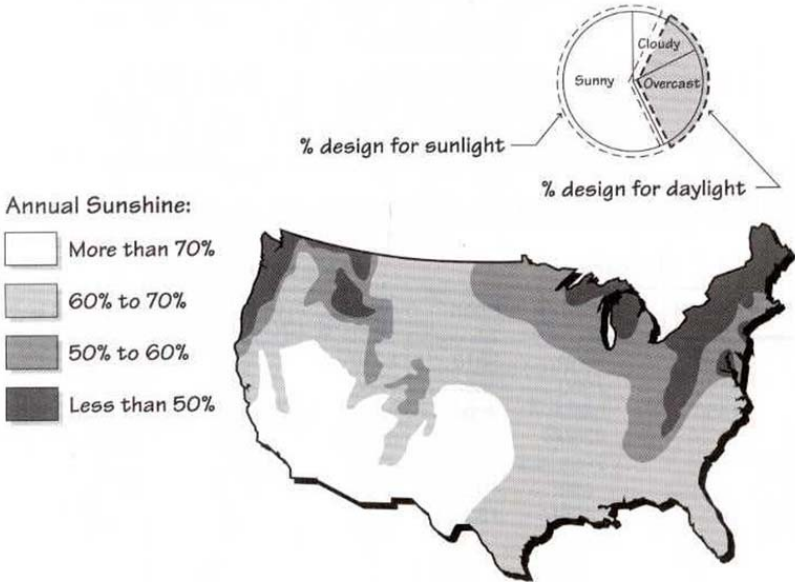 Cloudy
Sunny
Overcast
% design for sunlight
% design for daylight
Annual Sunshine:
More than 70%
60% to 70%
50% to 60%
Less than 50%